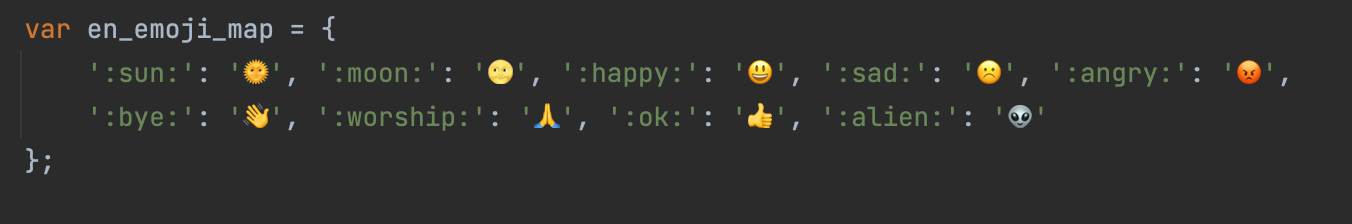 var en_emoji_map = {
    ':sun:': '🌞', ':moon:': '🌝', ':happy:': '😃', ':sad:': '☹️', ':angry:': '😡',
    ':bye:': '👋', ':worship:': '🙏', ':ok:': '👍', ':alien:': '👽'
};